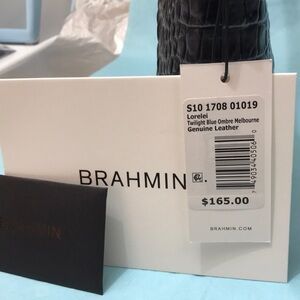 S10 1708 01019
Lorelei
Twilight Blue Ombre Melbourne
Genuine Leather
$165.00
BRAHMIN.COM
BRAHMIN